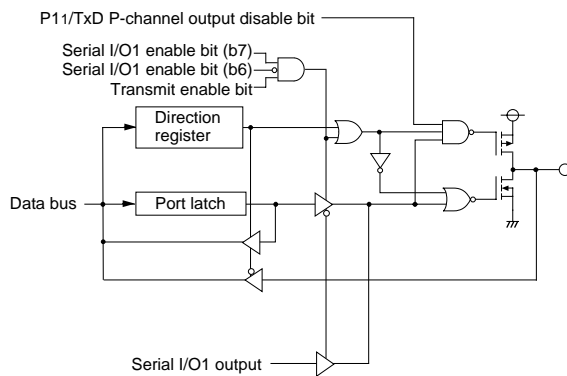 P11/TxD P-channel output disable bit
Serial I/O1 enable bit (b7)
Serial I/O1 enable bit (b6)
Transmit enable bit
Direction
register
Data bus
Port latch
Serial I/O1 output